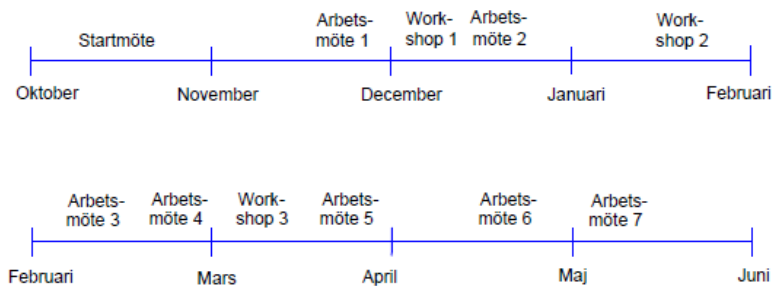 Startmöte
Arbets-
möte 1
Work-
shop 1
Arbets-
möte 2
Work-
shop 2
Oktober
November
December
Januari
Februari
Arbets-
möte 3
Arbets-
möte 4
Work-
shop 3
Arbets-
möte 5
Arbets-
möte 6
Arbets-
möte 7
Februari
Mars
April
Maj
Juni